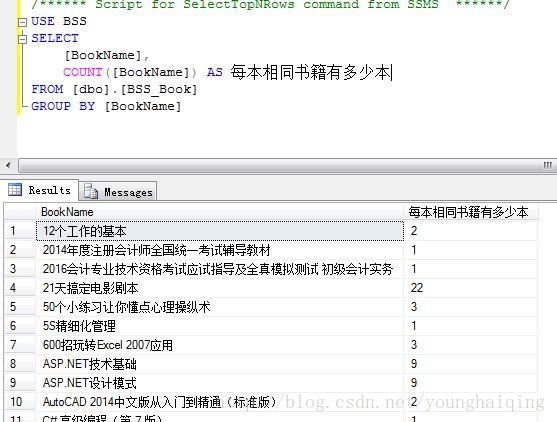 /****** Script for SelectTopNRows command from SSMS ******/
USE BSS
SELECT
[BookName],
COUNT([BookName]) AS 每本相同书籍有多少本
FROM [dbo].[BSS_Book]
GROUP BY [BookName]
Results Messages
BookName 每本相同书籍有多少本
1 12个工作的基本 2
2 2014年度注册会计师全国统一考试辅导教材 1
3 2016会计专业技术资格考试应试指导及全真模拟测试 初级会计实务 1
4 21天搞定电影剧本 22
5 50个小练习让你懂点心理操纵术 3
6 5S精细化管理 1
7 600招玩转Excel 2007应用 3
8 ASP.NET技术基础 9
9 ASP.NET设计模式 9
10 AutoCAD 2014中文版从入门到精通（标准版） 2
http://blog.csdn.net/younghaiqing
11 C# 高级编程（第 7 版） 1